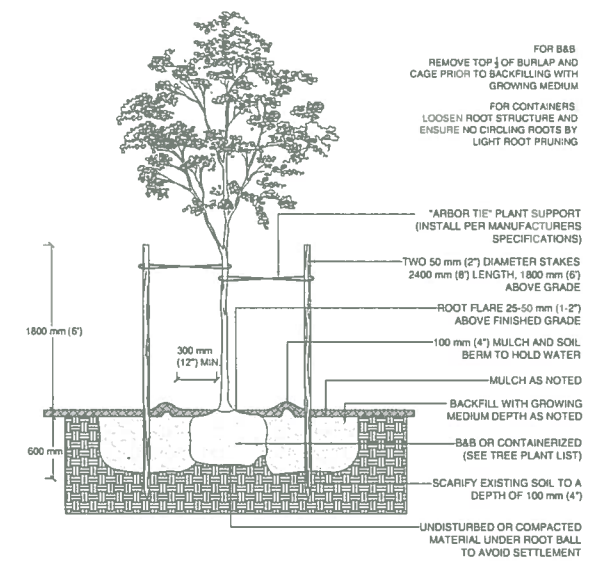 FOR B&B
REMOVE TOP ⅓ OF BURLAP AND
CAGE PRIOR TO BACKFILLING WITH
GROWING MEDIUM
FOR CONTAINERS
LOOSEN ROOT STRUCTURE AND
ENSURE NO CIRCLING ROOTS BY
LIGHT ROOT PRUNING
"ARBOR TIE" PLANT SUPPORT
(INSTALL PER MANUFACTURERS
SPECIFICATIONS)
TWO 50 mm (2") DIAMETER STAKES
2400 mm (8') LENGTH, 1800 mm (6')
ABOVE GRADE
ROOT FLARE 25-50 mm (1-2")
ABOVE FINISHED GRADE
100 mm (4") MULCH AND SOIL
BERM TO HOLD WATER
MULCH AS NOTED
BACKFILL WITH GROWING
MEDIUM DEPTH AS NOTED
B&B OR CONTAINERIZED
(SEE TREE PLANT LIST)
SCARIFY EXISTING SOIL TO A
DEPTH OF 100 mm (4")
UNDISTURBED OR COMPACTED
MATERIAL UNDER ROOT BALL
TO AVOID SETTLEMENT
1800 mm (6')
300 mm
(12") MIN.
600 mm